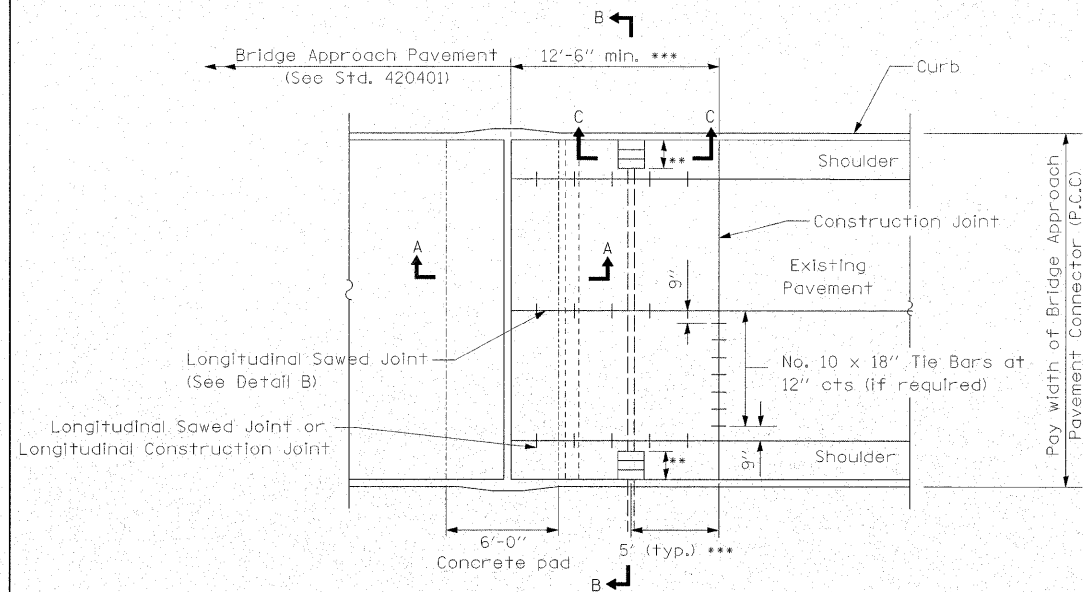 B
Bridge Approach Pavement
(See Std. 420401)
12'-6" min. ***
Curb
C
C
**
Shoulder
Construction Joint
A
A
9"
Existing
Pavement
Longitudinal Sawed Joint
(See Detail B)
No. 10 x 18" Tie Bars at
12" cts (if required)
Longitudinal Sawed Joint or
Longitudinal Construction Joint
**
9"
Shoulder
6'-0"
Concrete pad
5' (typ.) ***
B
Pay width of Bridge Approach
Pavement Connector (P.C.C)